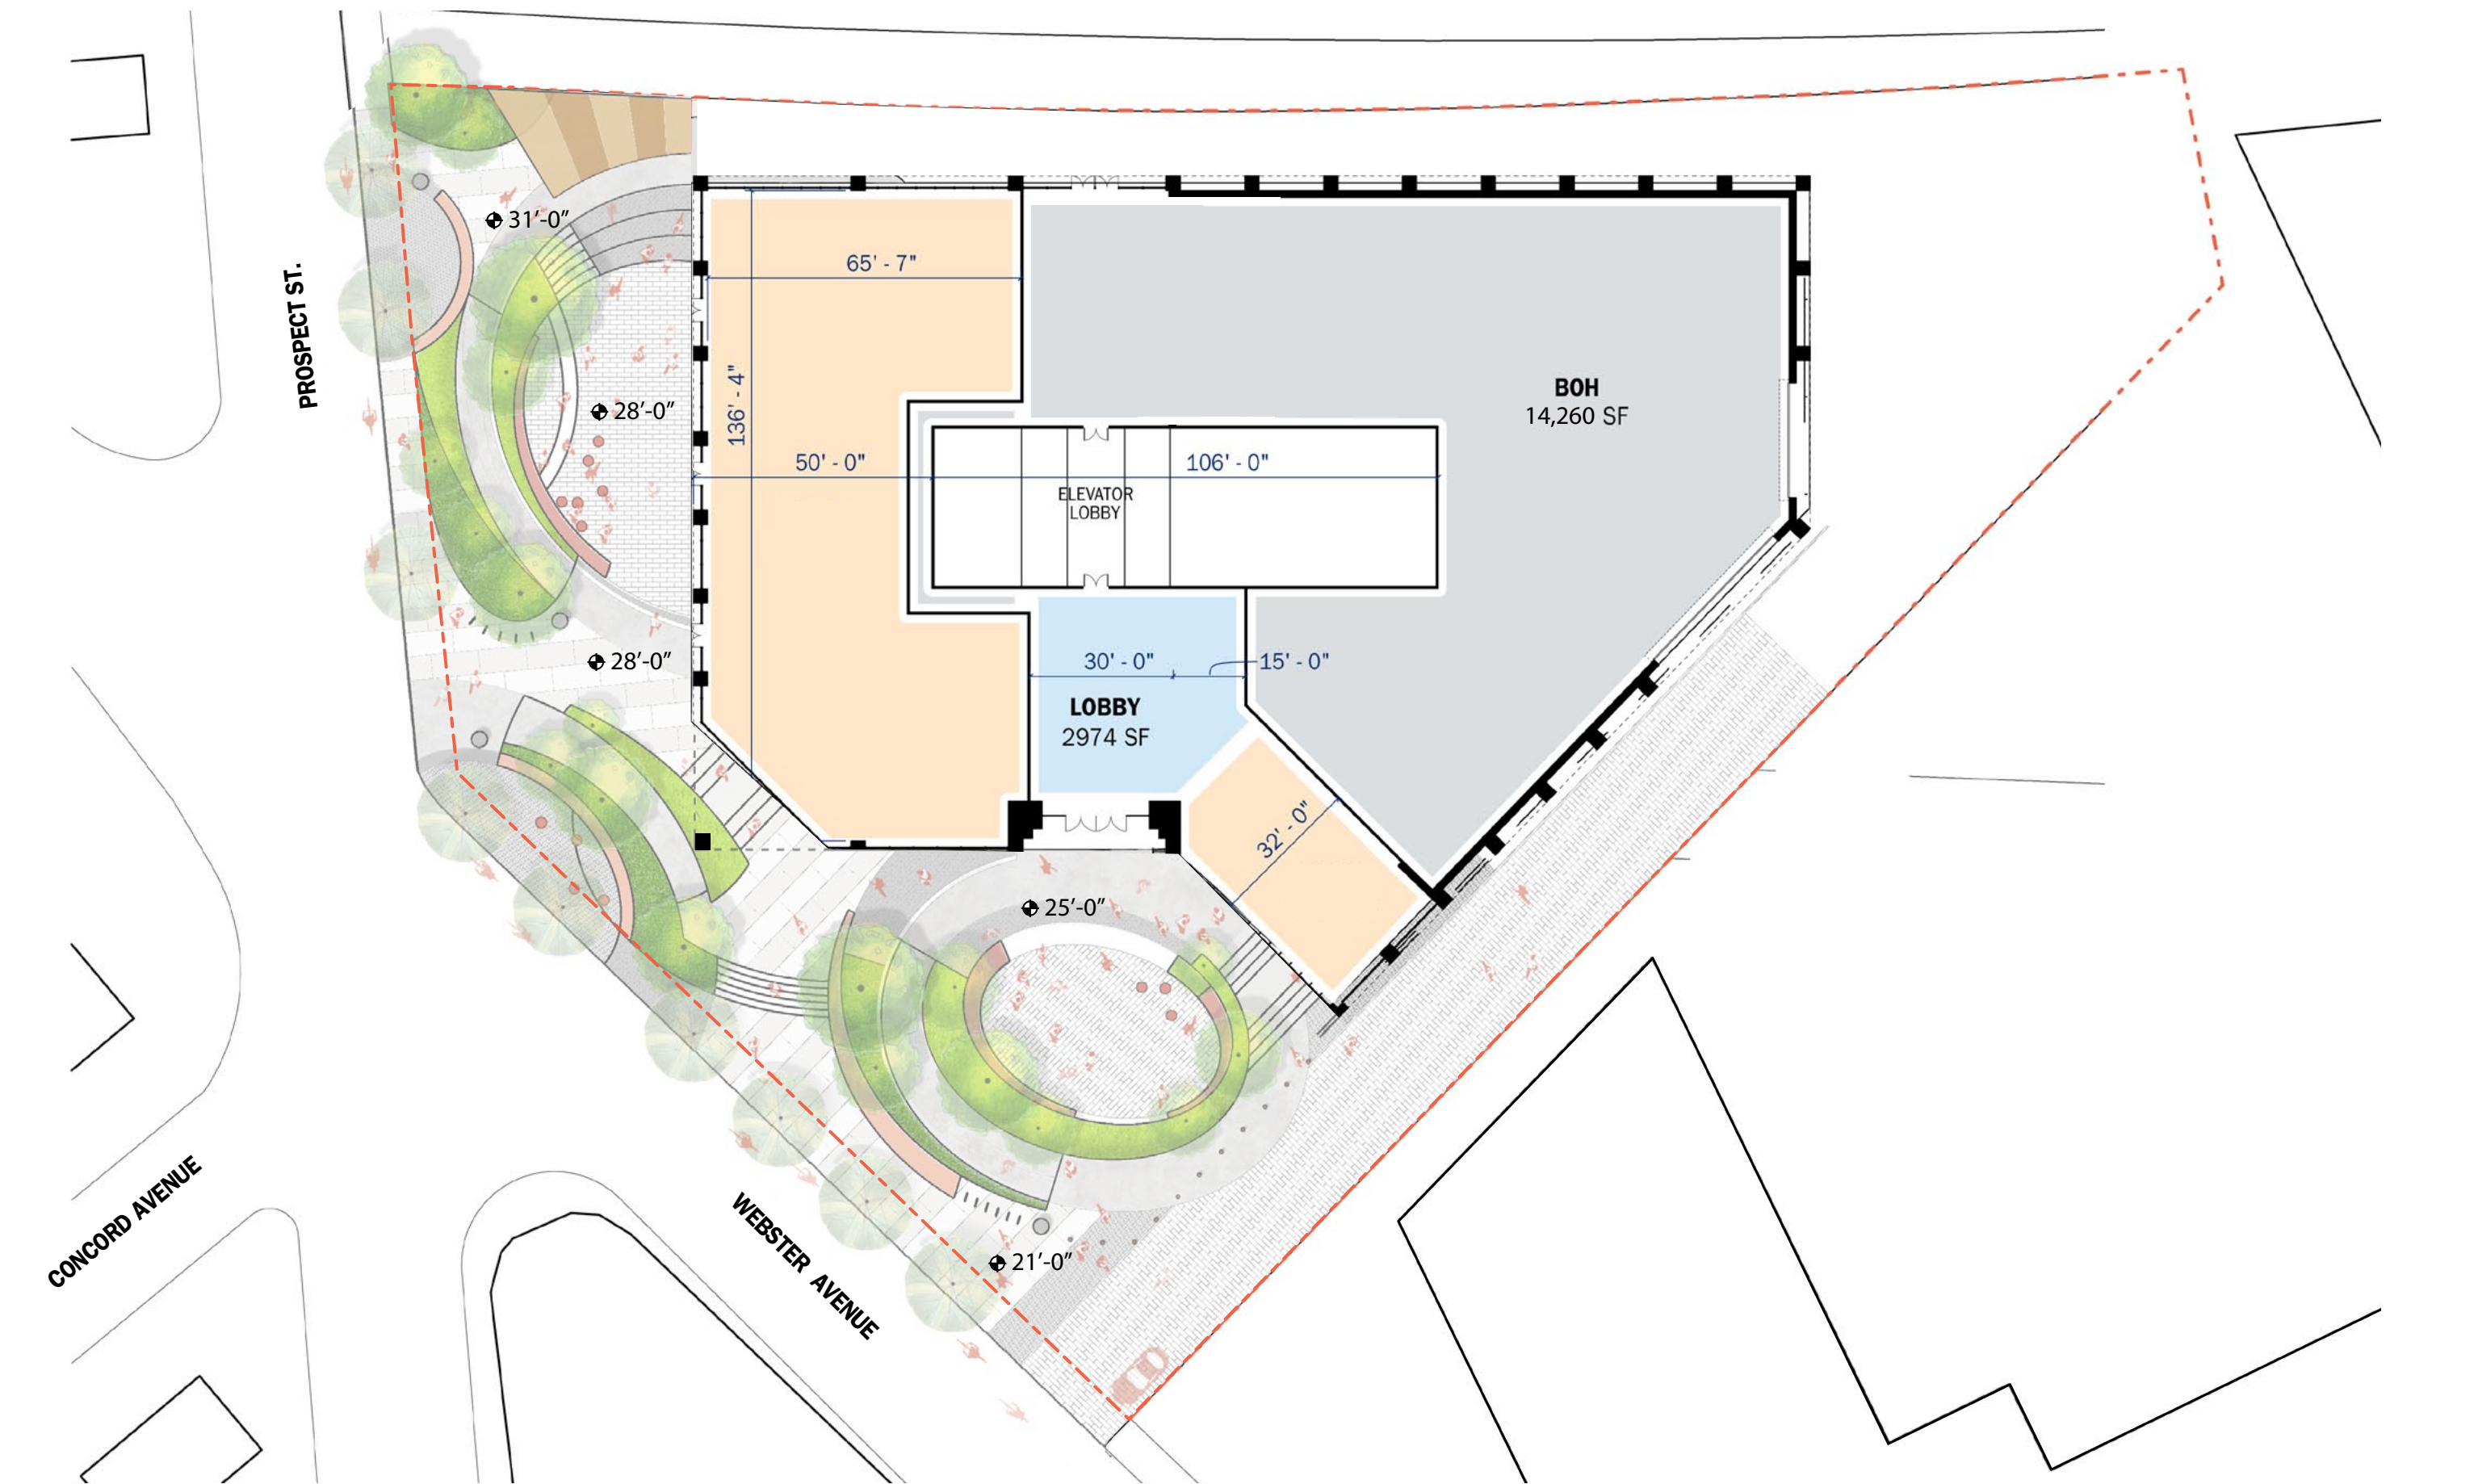 31'-0"
PROSPECT ST.
65' - 7"
136' - 4"
BOH
14,260 SF
28'-0"
50' - 0"
106' - 0"
ELEVATOR
LOBBY
28'-0"
30' - 0"
15' - 0"
LOBBY
2974 SF
32' - 0"
25'-0"
CONCORD AVENUE
WEBSTER AVENUE
21'-0"